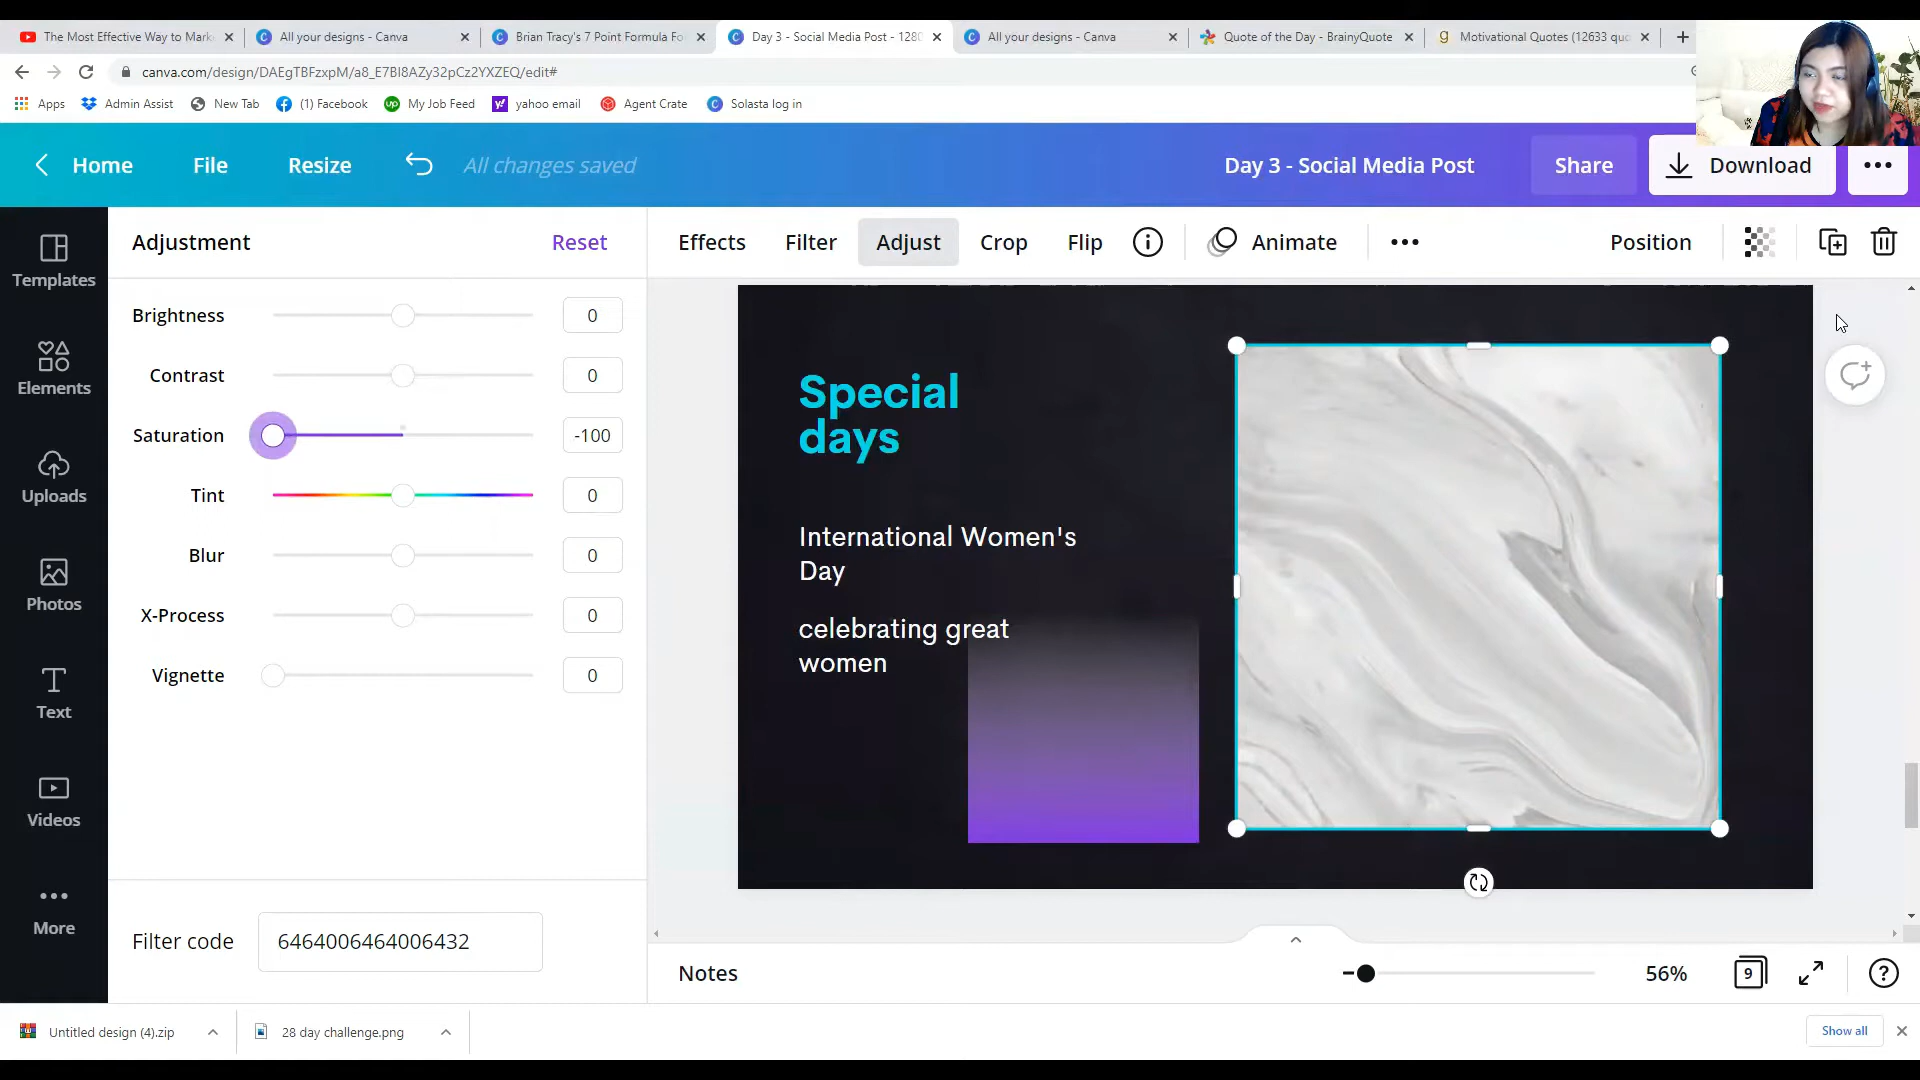 The Most Effective Way to Mark
All your designs - Canva
Brian Tracy's 7 Point Formula Fo
Day 3 - Social Media Post - 1280
All your designs - Canva
Quote of the Day - BrainyQuote
Motivational Quotes (12633 quo
canva.com/design/DAEgTBFzxpM/a8_E7BI8AZy32pCz2YXZEQ/edit#
Apps
Admin Assist
New Tab
(1) Facebook
My Job Feed
yahoo email
Agent Crate
Solasta log in
Home
File
Resize
All changes saved
Day 3 - Social Media Post
Share
Download
Templates
Elements
Uploads
Photos
Text
Videos
More
Adjustment
Reset
Brightness 0
Contrast 0
Saturation -100
Tint 0
Blur 0
X-Process 0
Vignette 0
Filter code 6464006464006432
Effects
Filter
Adjust
Crop
Flip
Animate
Position
Special
days
International Women's
Day
celebrating great
women
Notes
56%
9
Untitled design (4).zip
28 day challenge.png
Show all